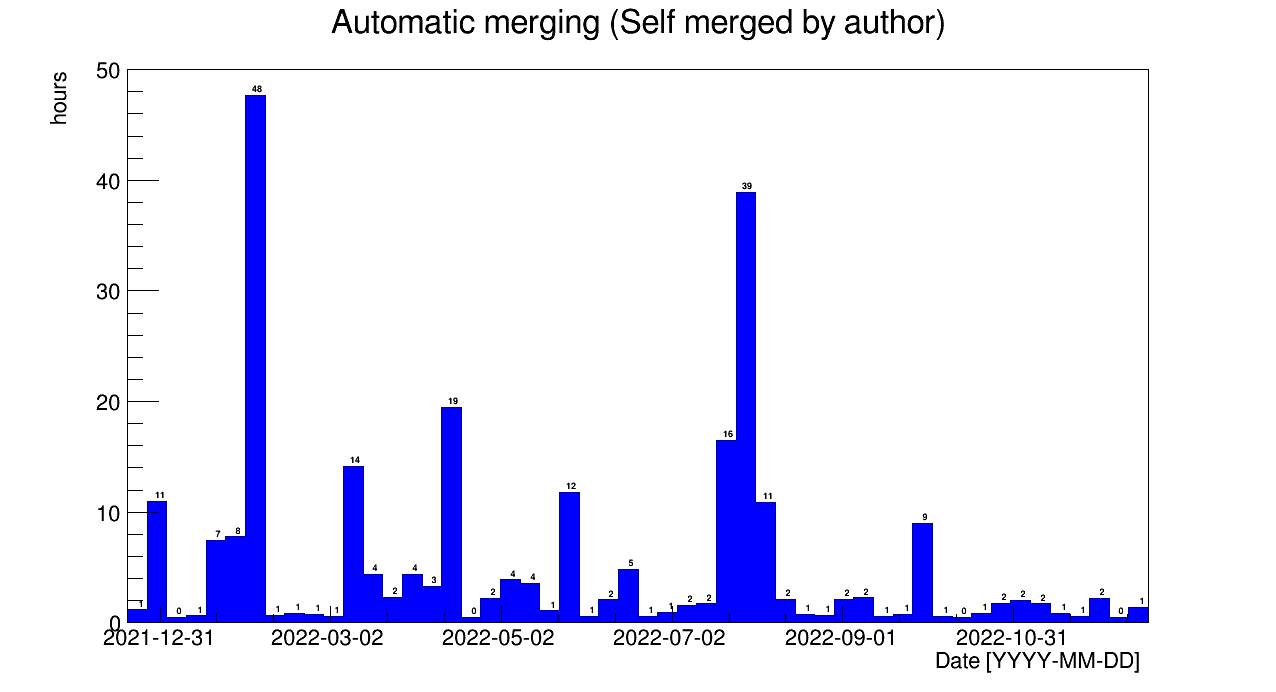 Automatic merging (Self merged by author)
hours
50
40
30
20
10
0
1 11 0 1 7 8 48 1 1 1 1 14 4 2 4 3 19 0 2 4 4 1 12 1 2 5 1 1 2 2 16 39 11 2 1 1 2 2 1 1 9 1 0 1 2 2 2 1 1 2 0 1
2021-12-31 2022-03-02 2022-05-02 2022-07-02 2022-09-01 2022-10-31
Date [YYYY-MM-DD]